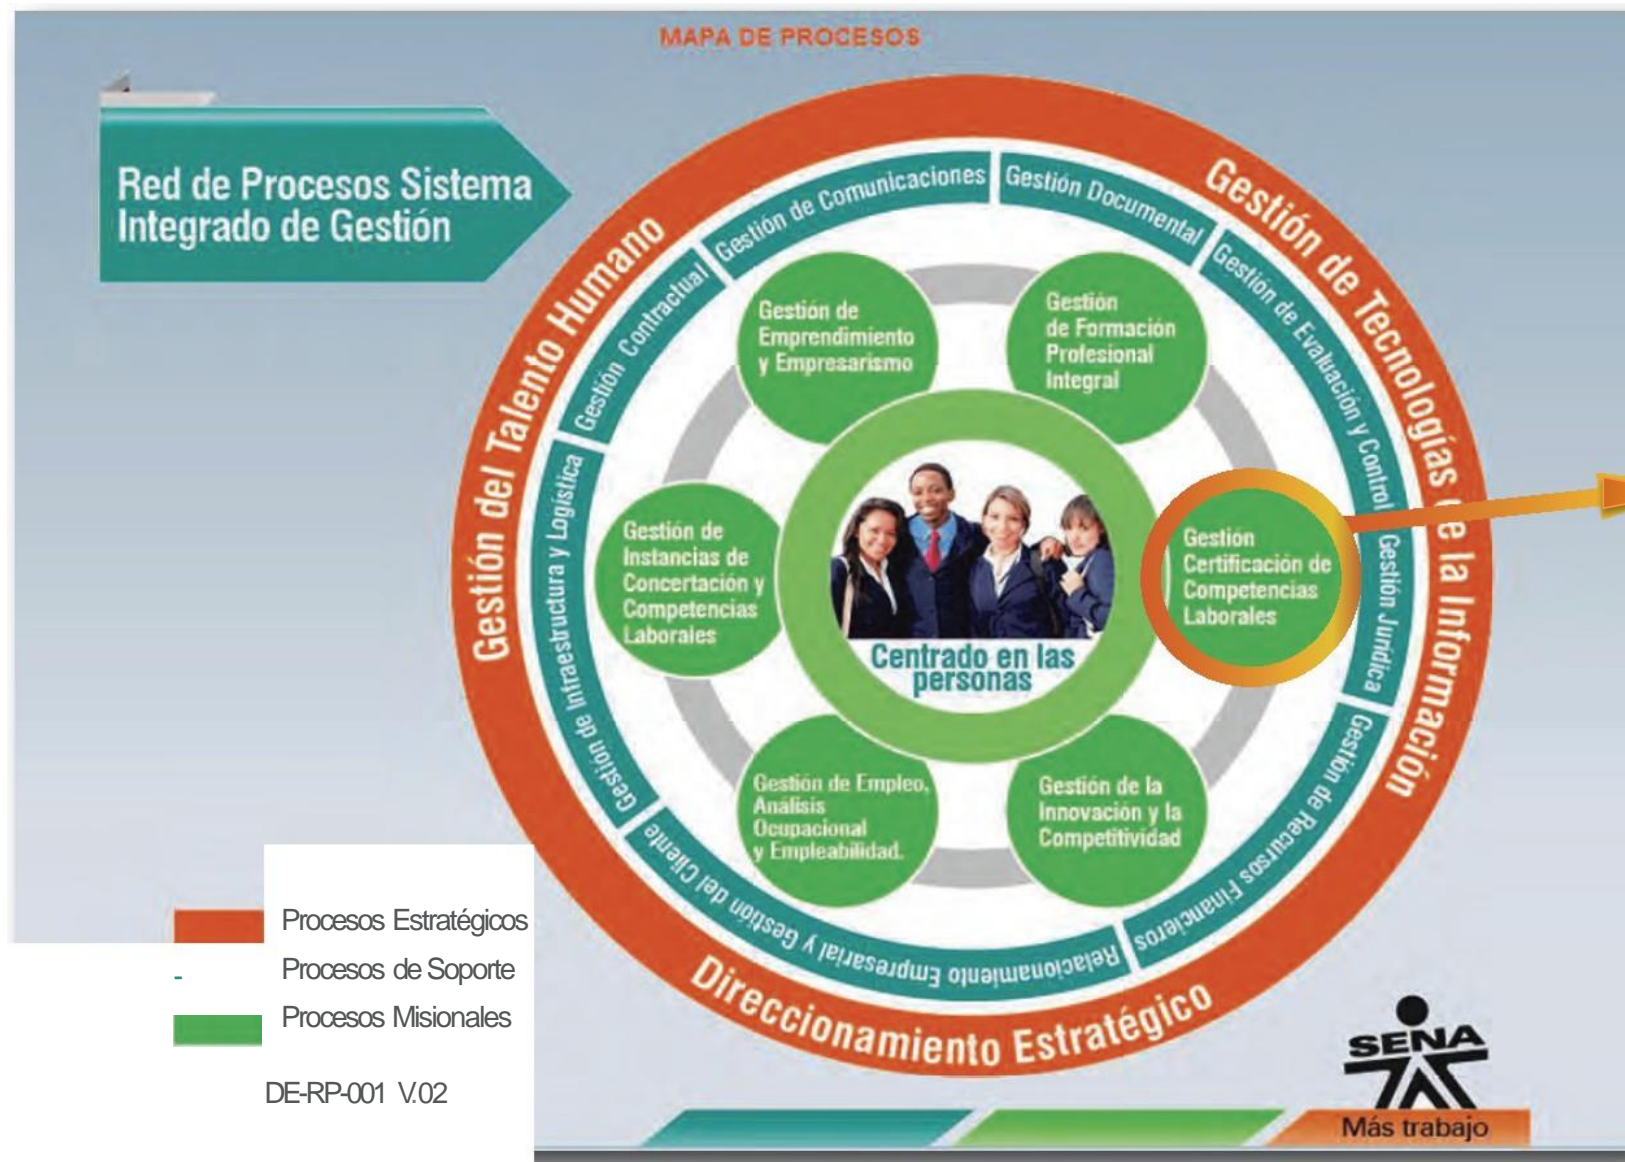 MAPA DE PROCESOS
Red de Procesos Sistema
Integrado de Gestión
Gestión del Talento Humano
Gestión de Tecnologías de la Información
Direccionamiento Estratégico
Gestión de Comunicaciones
Gestión Documental
Gestión de Evaluación y Control
Gestión Jurídica
Gestión de Recursos Financieros
Relacionamiento Empresarial y Gestión del Cliente
Gestión de Intraestructura y Logística
Gestión Contractual
Gestión de
Emprendimiento
y Empresarismo
Gestión
de Formación
Profesional
Integral
Gestión de
Instancias de
Concertación y
Competencias
Laborales
Gestión
Certificación de
Competencias
Laborales
Centrado en las
personas
Gestión de Empleo,
Análisis
Ocupacional
y Empleabilidad.
Gestión de la
Innovación y la
Competitividad
Procesos Estratégicos
Procesos de Soporte
Procesos Misionales
DE-RP-001 V.02
SENA
Más trabajo